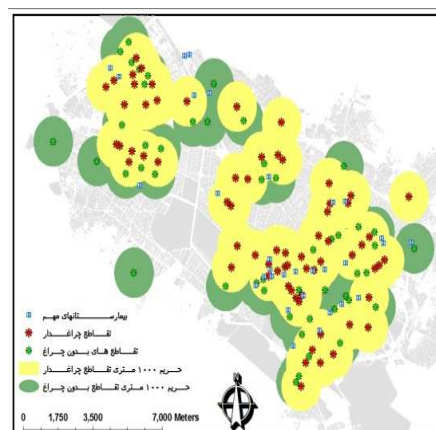 بیمارستانهای مهم
تقاطع چراغدار
تقاطع های بدون چراغ
حریم ۱۰۰۰ متری تقاطع چراغدار
حریم ۱۰۰۰ متری تقاطع بدون چراغ
0 1,750 3,500 7,000 Meters